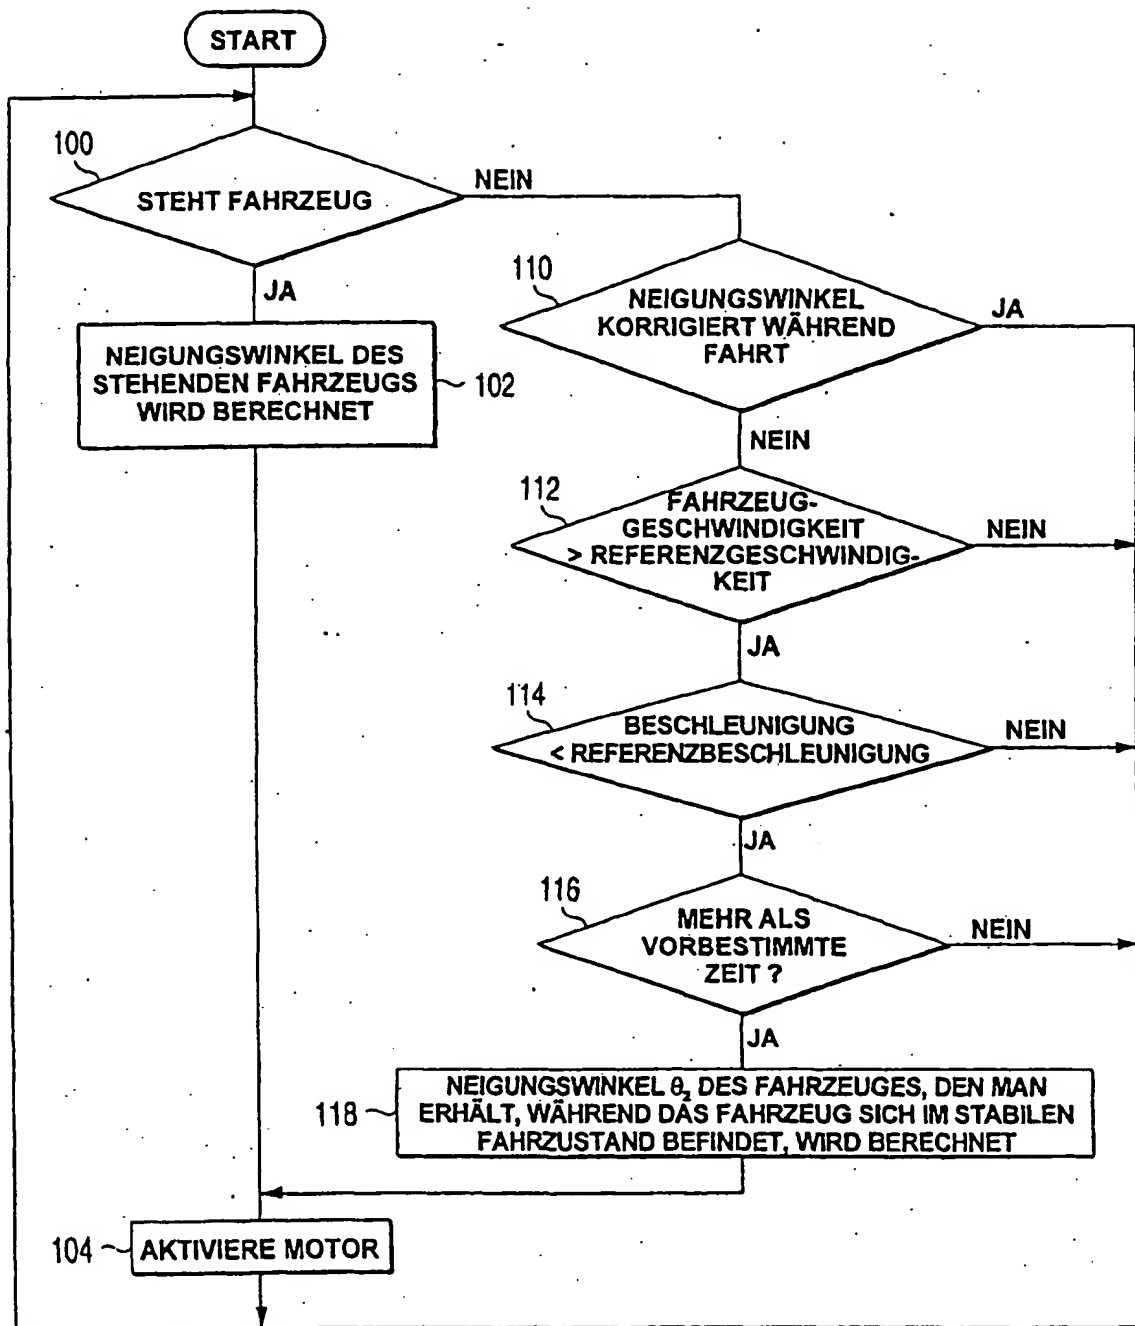 START
100
STEHT FAHRZEUG
NEIN
JA
NEIGUNGSWINKEL DES
STEHENDEN FAHRZEUGS
WIRD BERECHNET
102
110
NEIGUNGSWINKEL
KORRIGIERT WÄHREND
FAHRT
JA
NEIN
112
FAHRZEUG-
GESCHWINDIGKEIT
> REFERENZGESCHWINDIG-
KEIT
NEIN
JA
114
BESCHLEUNIGUNG
< REFERENZBESCHLEUNIGUNG
NEIN
JA
116
MEHR ALS
VORBESTIMMTE
ZEIT ?
NEIN
JA
118
NEIGUNGSWINKEL θ₂ DES FAHRZEUGES, DEN MAN
ERHÄLT, WÄHREND DAS FAHRZEUG SICH IM STABILEN
FAHRZUSTAND BEFINDET, WIRD BERECHNET
104
AKTIVIERE MOTOR